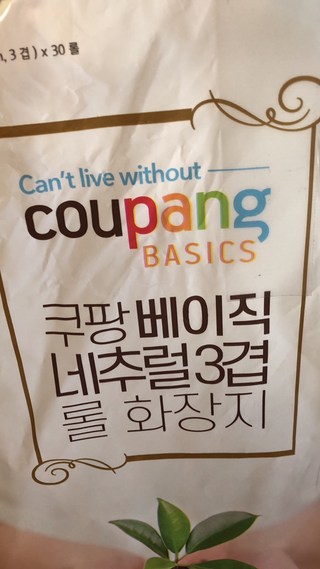 , 3 겹 ) x 30 롤
Can't live without
coupang
BASICS
쿠팡 베이직
네추럴 3겹
롤 화장지